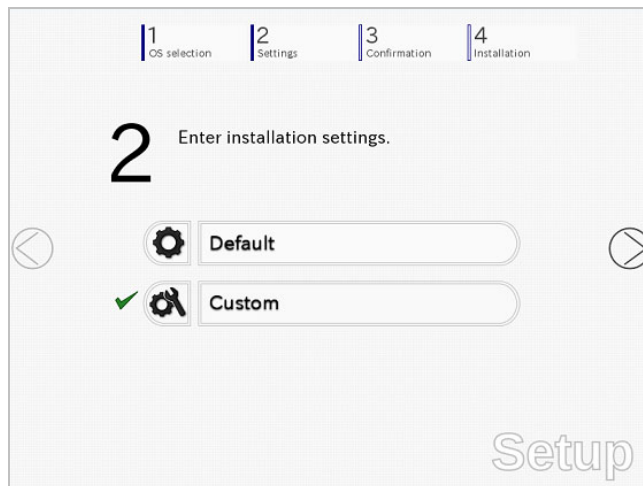 1
OS selection
2
Settings
3
Confirmation
4
Installation
2
Enter installation settings.
Default
Custom
Setup